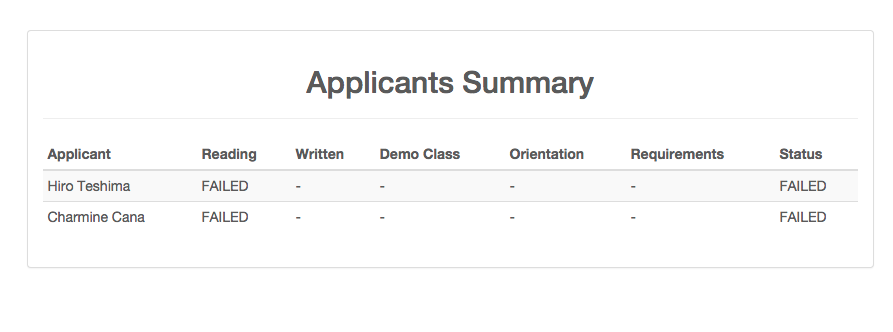 Applicants Summary
Applicant Reading Written Demo Class Orientation Requirements Status
Hiro Teshima FAILED - - - - FAILED
Charmine Cana FAILED - - - - FAILED